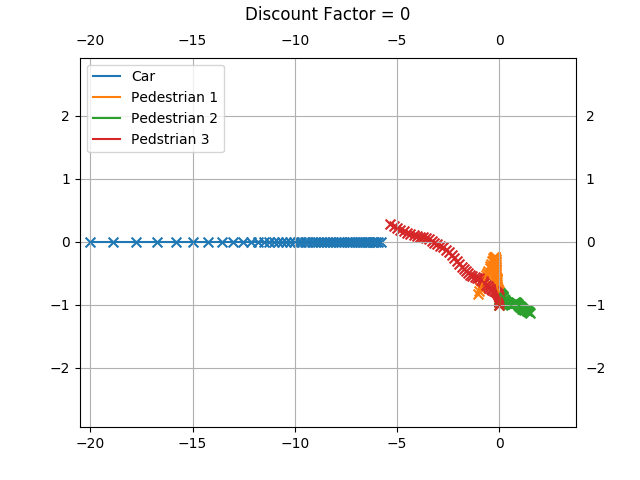 Discount Factor = 0
−20 −15 −10 −5 0
Car
Pedestrian 1
Pedestrian 2
Pedstrian 3
2 2
1 1
0 0
−1 −1
−2 −2
−20 −15 −10 −5 0